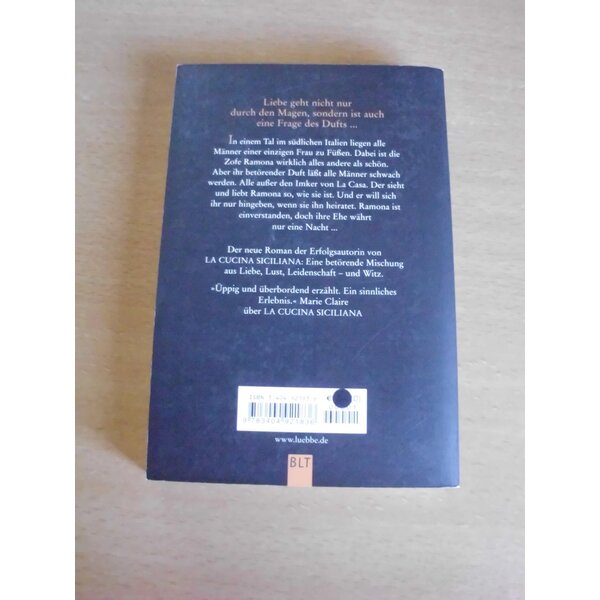 Liebe geht nicht nur
durch den Magen, sondern ist auch
eine Frage des Dufts ...
In einem Tal im südlichen Italien liegen alle
Männer einer einzigen Frau zu Füßen. Dabei ist die
Zofe Ramona wirklich alles andere als schön.
Aber ihr betörender Duft läßt alle Männer schwach
werden. Alle außer den Imker von La Casa. Der sieht
und liebt Ramona so, wie sie ist. Und er will sich
ihr nur hingeben, wenn sie ihn heiratet. Ramona ist
einverstanden, doch ihre Ehe währt
nur eine Nacht ...
Der neue Roman der Erfolgsautorin von
LA CUCINA SICILIANA: Eine betörende Mischung
aus Liebe, Lust, Leidenschaft – und Witz.
»Üppig und überbordend erzählt. Ein sinnliches
Erlebnis.« Marie Claire
über LA CUCINA SICILIANA
ISBN
www.luebbe.de
BLT